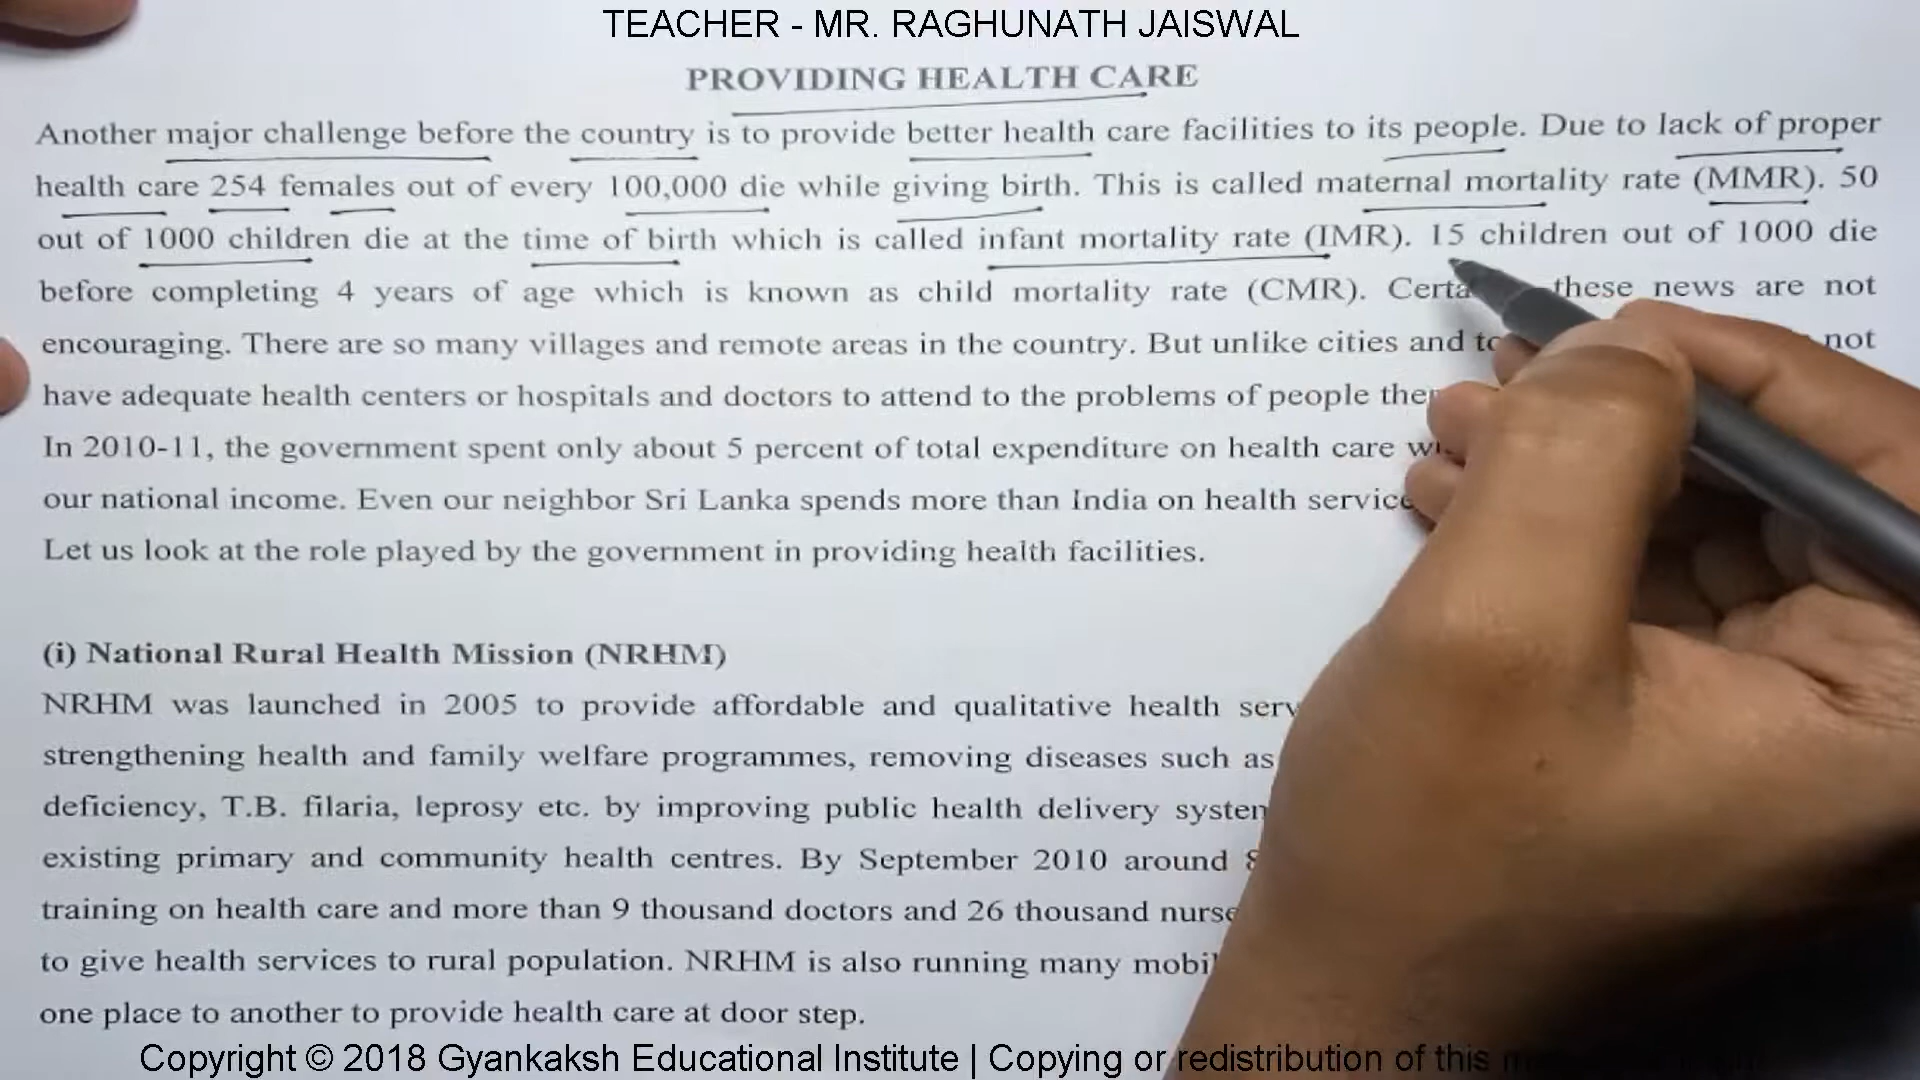 TEACHER - MR. RAGHUNATH JAISWAL
PROVIDING HEALTH CARE
Another major challenge before the country is to provide better health care facilities to its people. Due to lack of proper
health care 254 females out of every 100,000 die while giving birth. This is called maternal mortality rate (MMR). 50
out of 1000 children die at the time of birth which is called infant mortality rate (IMR). 15 children out of 1000 die
before completing 4 years of age which is known as child mortality rate (CMR). these news are not
encouraging. There are so many villages and remote areas in the country. But unlike cities and not
have adequate health centers or hospitals and doctors to attend to the problems of people
In 2010-11, the government spent only about 5 percent of total expenditure on health care
our national income. Even our neighbor Sri Lanka spends more than India on health
Let us look at the role played by the government in providing health facilities.
(i) National Rural Health Mission (NRHM)
NRHM was launched in 2005 to provide affordable and qualitative health
strengthening health and family welfare programmes, removing diseases such as
deficiency, T.B. filaria, leprosy etc. by improving public health delivery
existing primary and community health centres. By September 2010 around
training on health care and more than 9 thousand doctors and 26 thousand
to give health services to rural population. NRHM is also running many
one place to another to provide health care at door step.
Copyright © 2018 Gyankaksh Educational Institute | Copying or redistribution of this